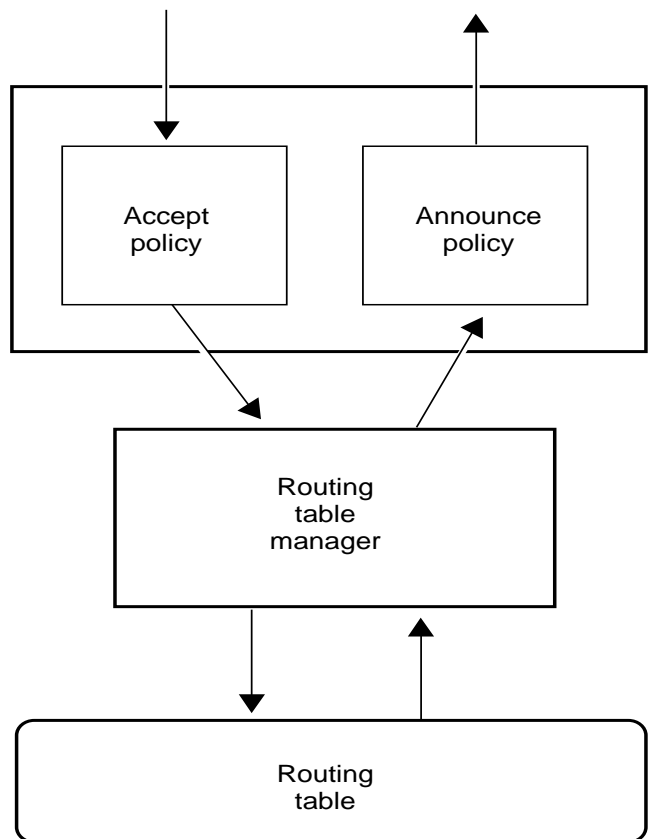 Accept
policy
Announce
policy
Routing
table
manager
Routing
table